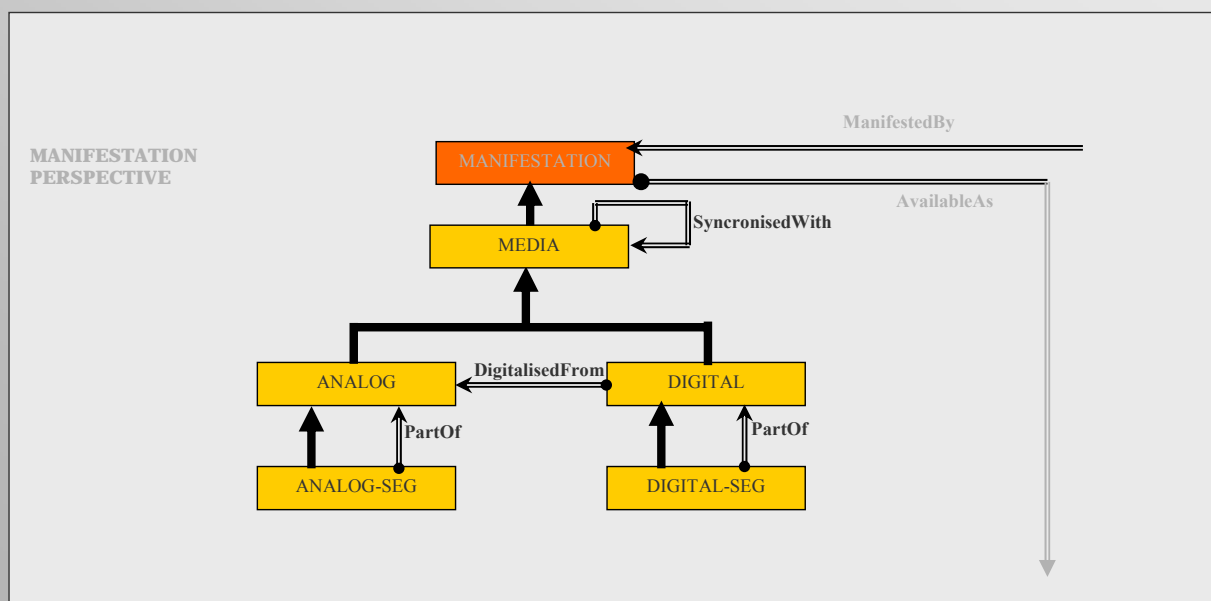 ManifestedBy
MANIFESTATION
PERSPECTIVE
MANIFESTATION
AvailableAs
SyncronisedWith
MEDIA
DigitalisedFrom
ANALOG
DIGITAL
PartOf
PartOf
ANALOG-SEG
DIGITAL-SEG